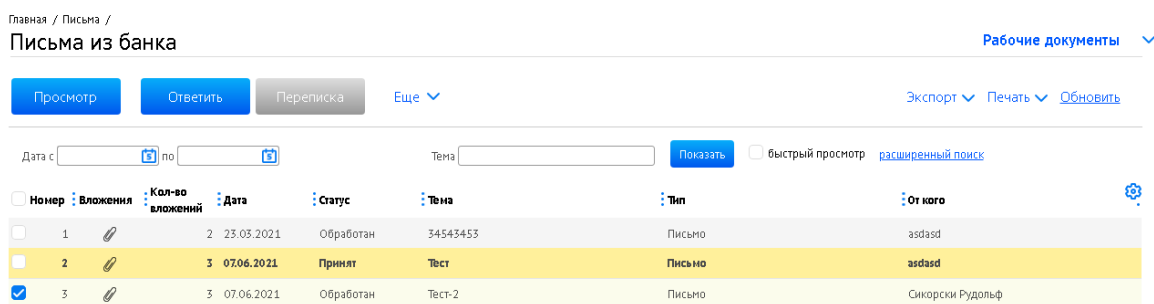 Главная / Письма /
Письма из банка
Рабочие документы
Просмотр Ответить Переписка Еще Экспорт Печать Обновить
Дата с по Тема Показать быстрый просмотр расширенный поиск
Номер Вложения Кол-во вложений Дата Статус Тема Тип От кого
1 2 23.03.2021 Обработан 34543453 Письмо asdasd
2 3 07.06.2021 Принят Тест Письмо asdasd
3 3 07.06.2021 Обработан Тест-2 Письмо Сикорски Рудольф